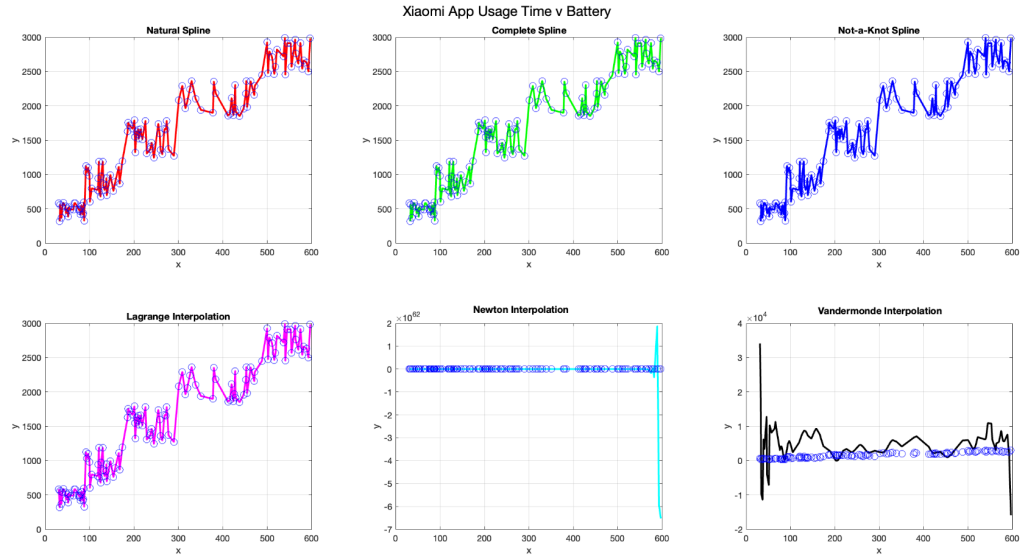 Xiaomi App Usage Time v Battery
Natural Spline
3000
2500
2000
1500
1000
500
0
y
0 100 200 300 400 500 600
x
Complete Spline
3000
2500
2000
1500
1000
500
0
y
0 100 200 300 400 500 600
x
Not-a-Knot Spline
3000
2500
2000
1500
1000
500
0
y
0 100 200 300 400 500 600
x
Lagrange Interpolation
3000
2500
2000
1500
1000
500
0
y
0 100 200 300 400 500 600
x
Newton Interpolation
×10^62
2
1
0
-1
-2
-3
-4
-5
-6
-7
y
0 100 200 300 400 500 600
x
Vandermonde Interpolation
×10^4
4
3
2
1
0
-1
-2
y
0 100 200 300 400 500 600
x